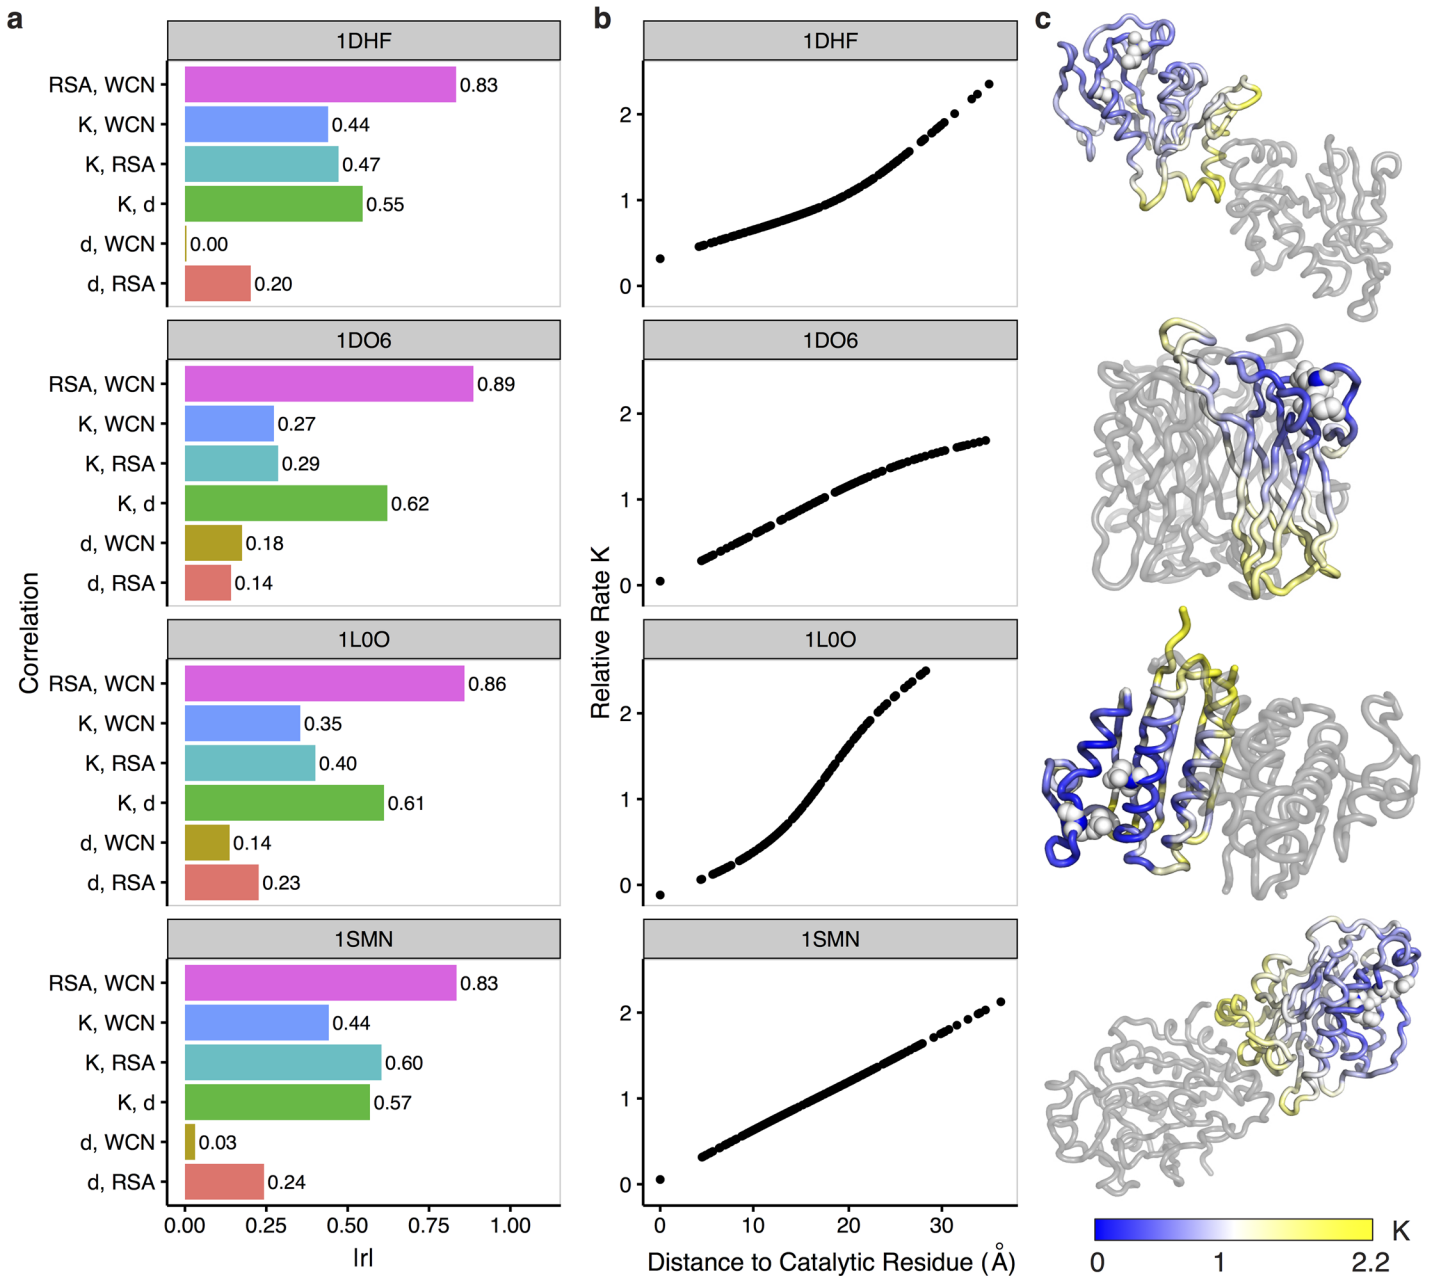 a
1DHF
RSA, WCN 0.83
K, WCN 0.44
K, RSA 0.47
K, d 0.55
d, WCN 0.00
d, RSA 0.20
1DO6
RSA, WCN 0.89
K, WCN 0.27
K, RSA 0.29
K, d 0.62
d, WCN 0.18
d, RSA 0.14
1L0O
RSA, WCN 0.86
K, WCN 0.35
K, RSA 0.40
K, d 0.61
d, WCN 0.14
d, RSA 0.23
1SMN
RSA, WCN 0.83
K, WCN 0.44
K, RSA 0.60
K, d 0.57
d, WCN 0.03
d, RSA 0.24
0.00 0.25 0.50 0.75 1.00
|r|
Correlation
b
1DHF
2
1
0
1DO6
2
1
0
1L0O
2
1
0
1SMN
2
1
0
0 10 20 30
Distance to Catalytic Residue (Å)
Relative Rate K
c
K
0 1 2.2